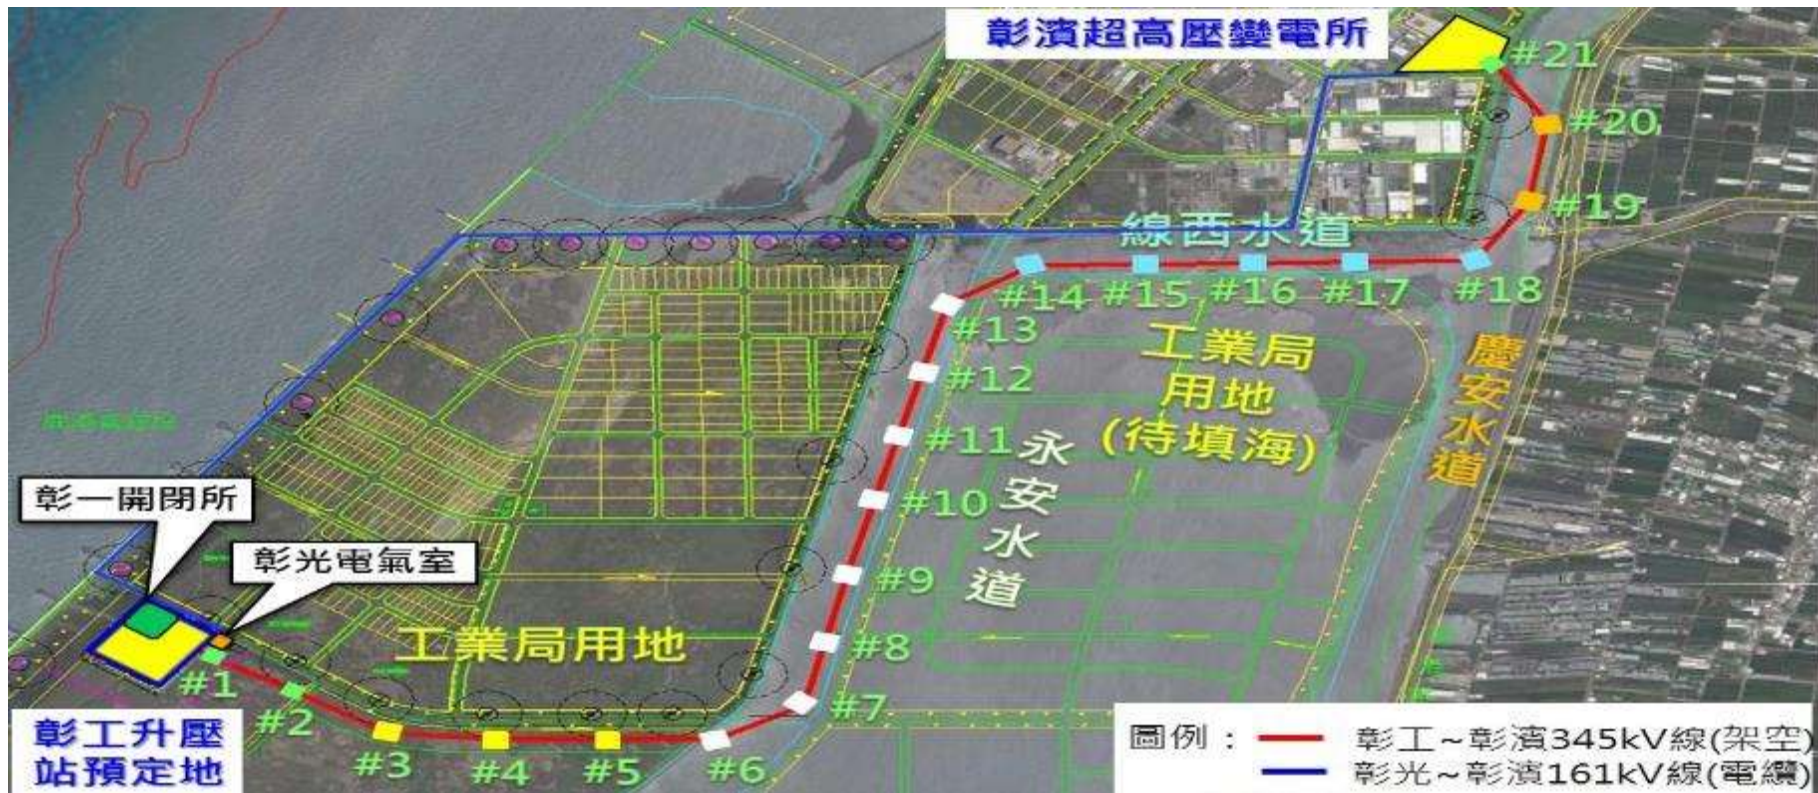 彰濱超高壓變電所
#21
#20
#19
線西水道
#14
#15
#16
#17
#18
#13
工業局
用地
(待填海)
慶安水道
#12
#11
永安水道
#10
彰一開閉所
彰光電氣室
#9
工業局用地
#8
#1
#2
#7
#3
#4
#5
#6
彰工升壓
站預定地
圖例：
彰工~彰濱345kV線(架空)
彰光~彰濱161kV線(電纜)